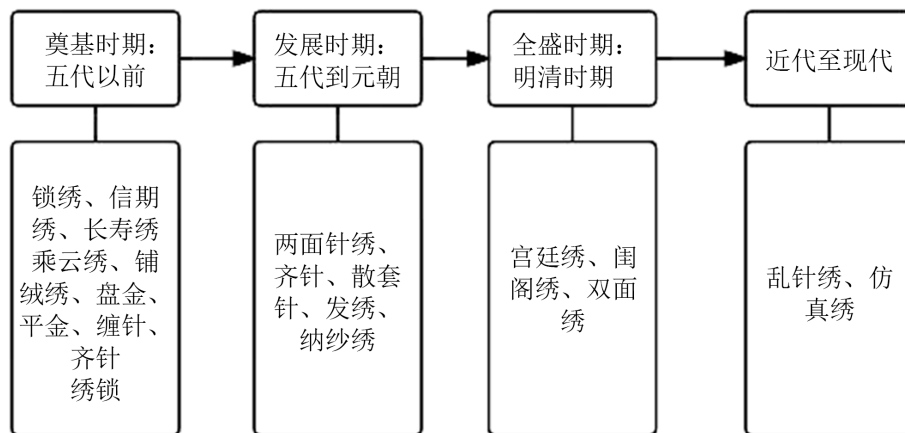 奠基时期：
五代以前
发展时期：
五代到元朝
全盛时期：
明清时期
近代至现代
锁绣、信期
绣、长寿绣
乘云绣、铺
绒绣、盘金、
平金、缠针、
齐针
绣锁
两面针绣、
齐针、散套
针、发绣、
纳纱绣
宫廷绣、闺
阁绣、双面
绣
乱针绣、仿
真绣